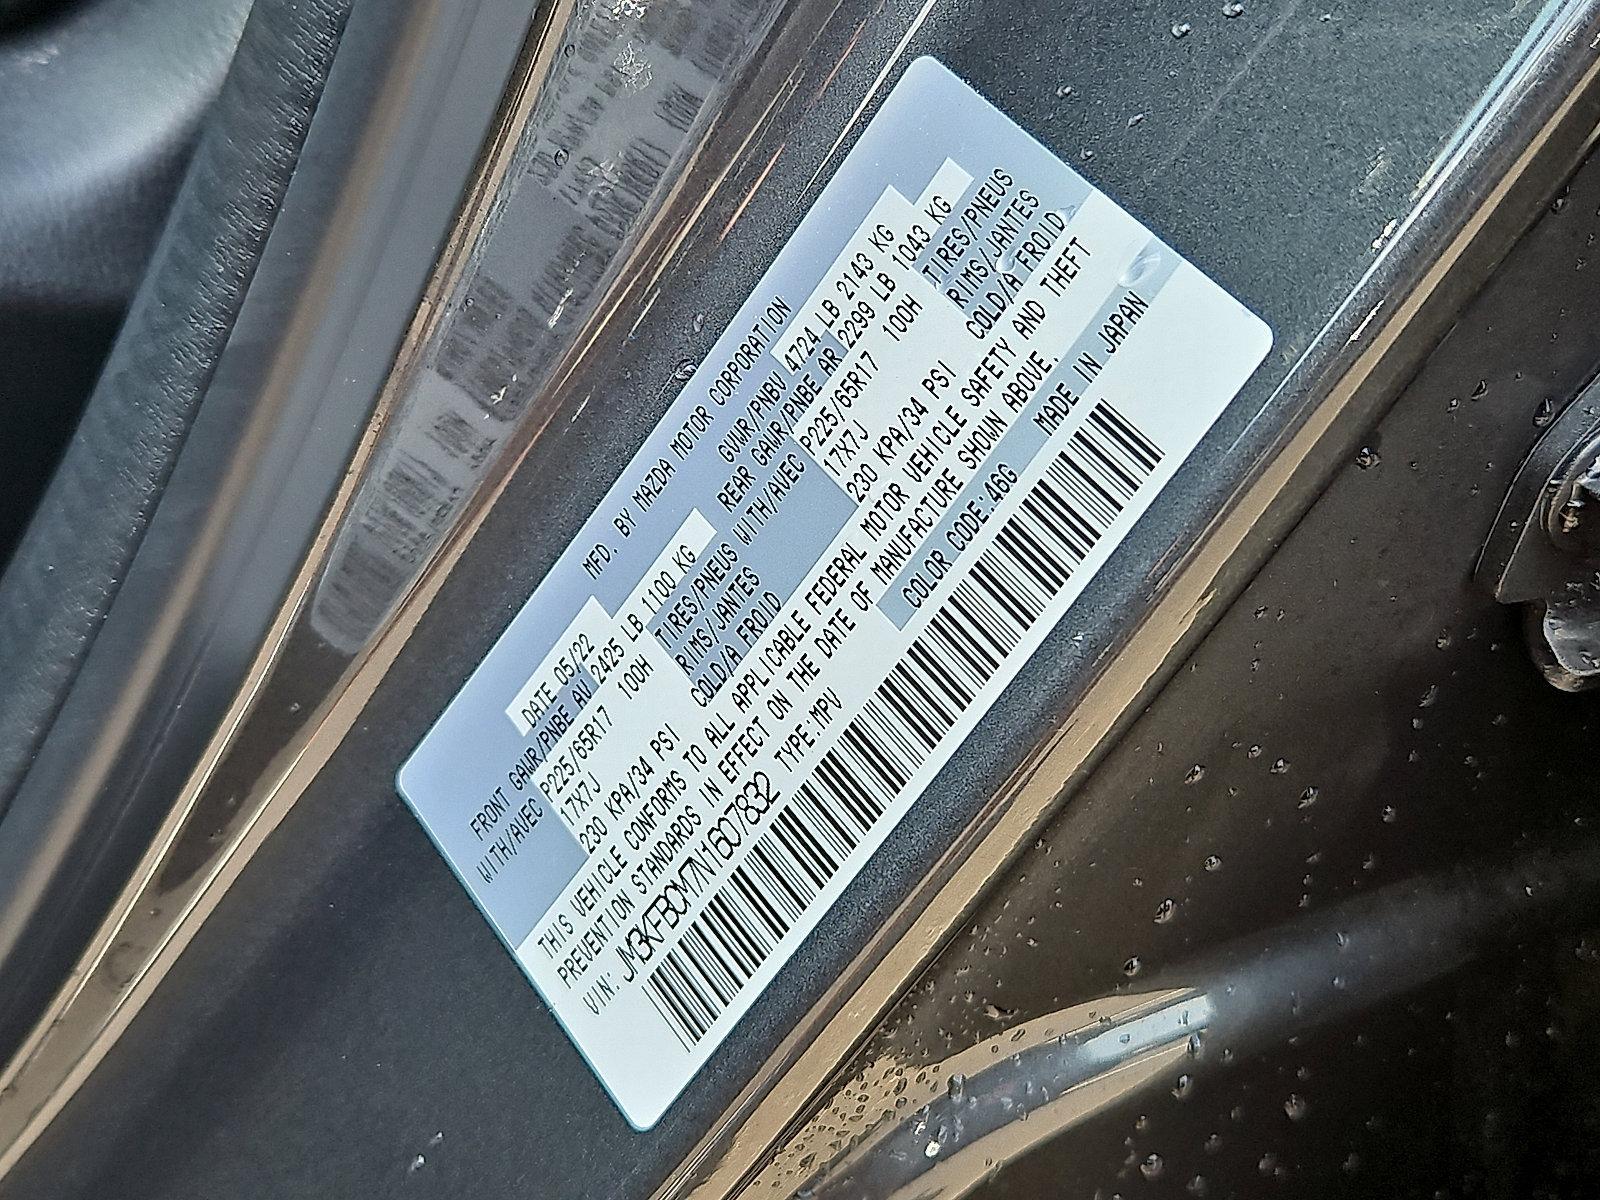 MFD. BY MAZDA MOTOR CORPORATION
DATE 05/22 GVWR/PNBV 4724 LB 2143 KG
FRONT GAWR/PNBE AV 2425 LB 1100 KG REAR GAWR/PNBE AR 2299 LB 1043 KG
WITH/AVEC P225/65R17 100H TIRES/PNEUS WITH/AVEC P225/65R17 100H TIRES/PNEUS
17X7J RIMS/JANTES 17X7J RIMS/JANTES
230 KPA/34 PSI COLD/A FROID 230 KPA/34 PSI COLD/A FROID
THIS VEHICLE CONFORMS TO ALL APPLICABLE FEDERAL MOTOR VEHICLE SAFETY AND THEFT
PREVENTION STANDARDS IN EFFECT ON THE DATE OF MANUFACTURE SHOWN ABOVE.
VIN: JM3KFBCM7N1607832 TYPE:MPV COLOR CODE:46G MADE IN JAPAN